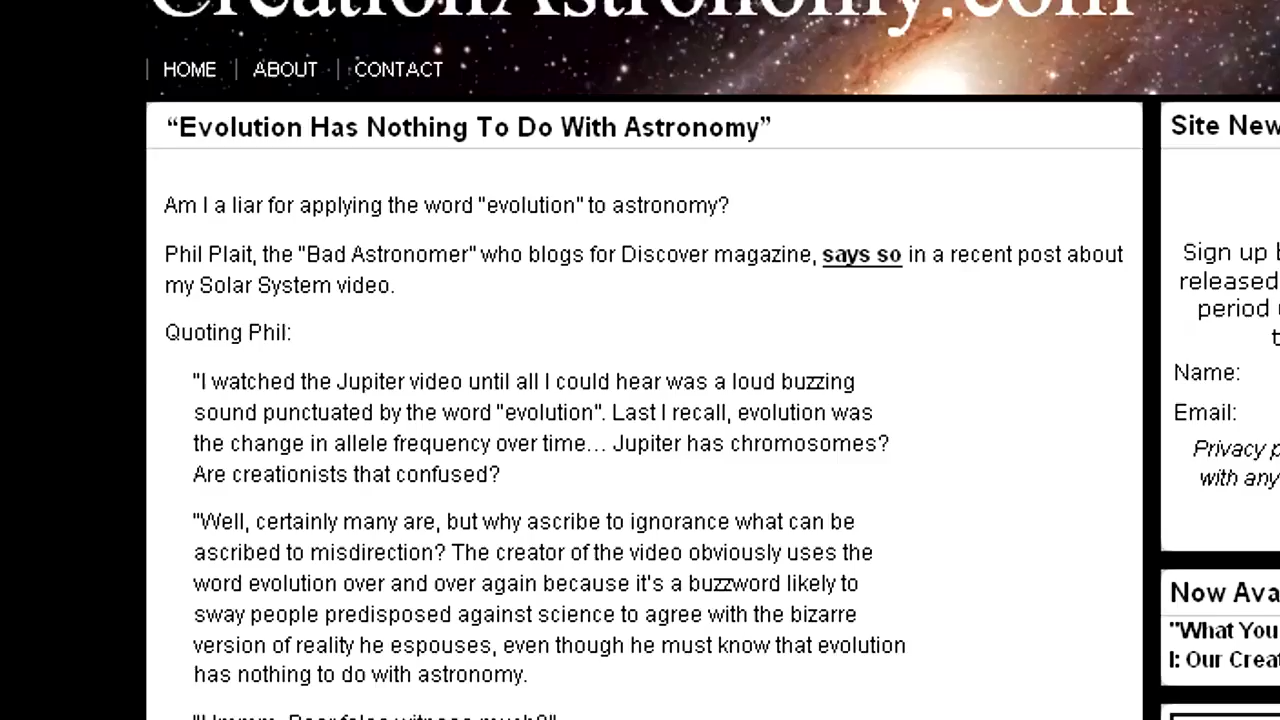 CreationAstronomy.com
HOME
ABOUT
CONTACT
“Evolution Has Nothing To Do With Astronomy”
Am I a liar for applying the word "evolution" to astronomy?
Phil Plait, the "Bad Astronomer" who blogs for Discover magazine, says so in a recent post about
my Solar System video.
Quoting Phil:
"I watched the Jupiter video until all I could hear was a loud buzzing
sound punctuated by the word "evolution". Last I recall, evolution was
the change in allele frequency over time... Jupiter has chromosomes?
Are creationists that confused?
"Well, certainly many are, but why ascribe to ignorance what can be
ascribed to misdirection? The creator of the video obviously uses the
word evolution over and over again because it's a buzzword likely to
sway people predisposed against science to agree with the bizarre
version of reality he espouses, even though he must know that evolution
has nothing to do with astronomy.
Site New
Sign up b
released
period
t
Name:
Email:
Privacy p
with any
Now Ava
"What You
I: Our Creat